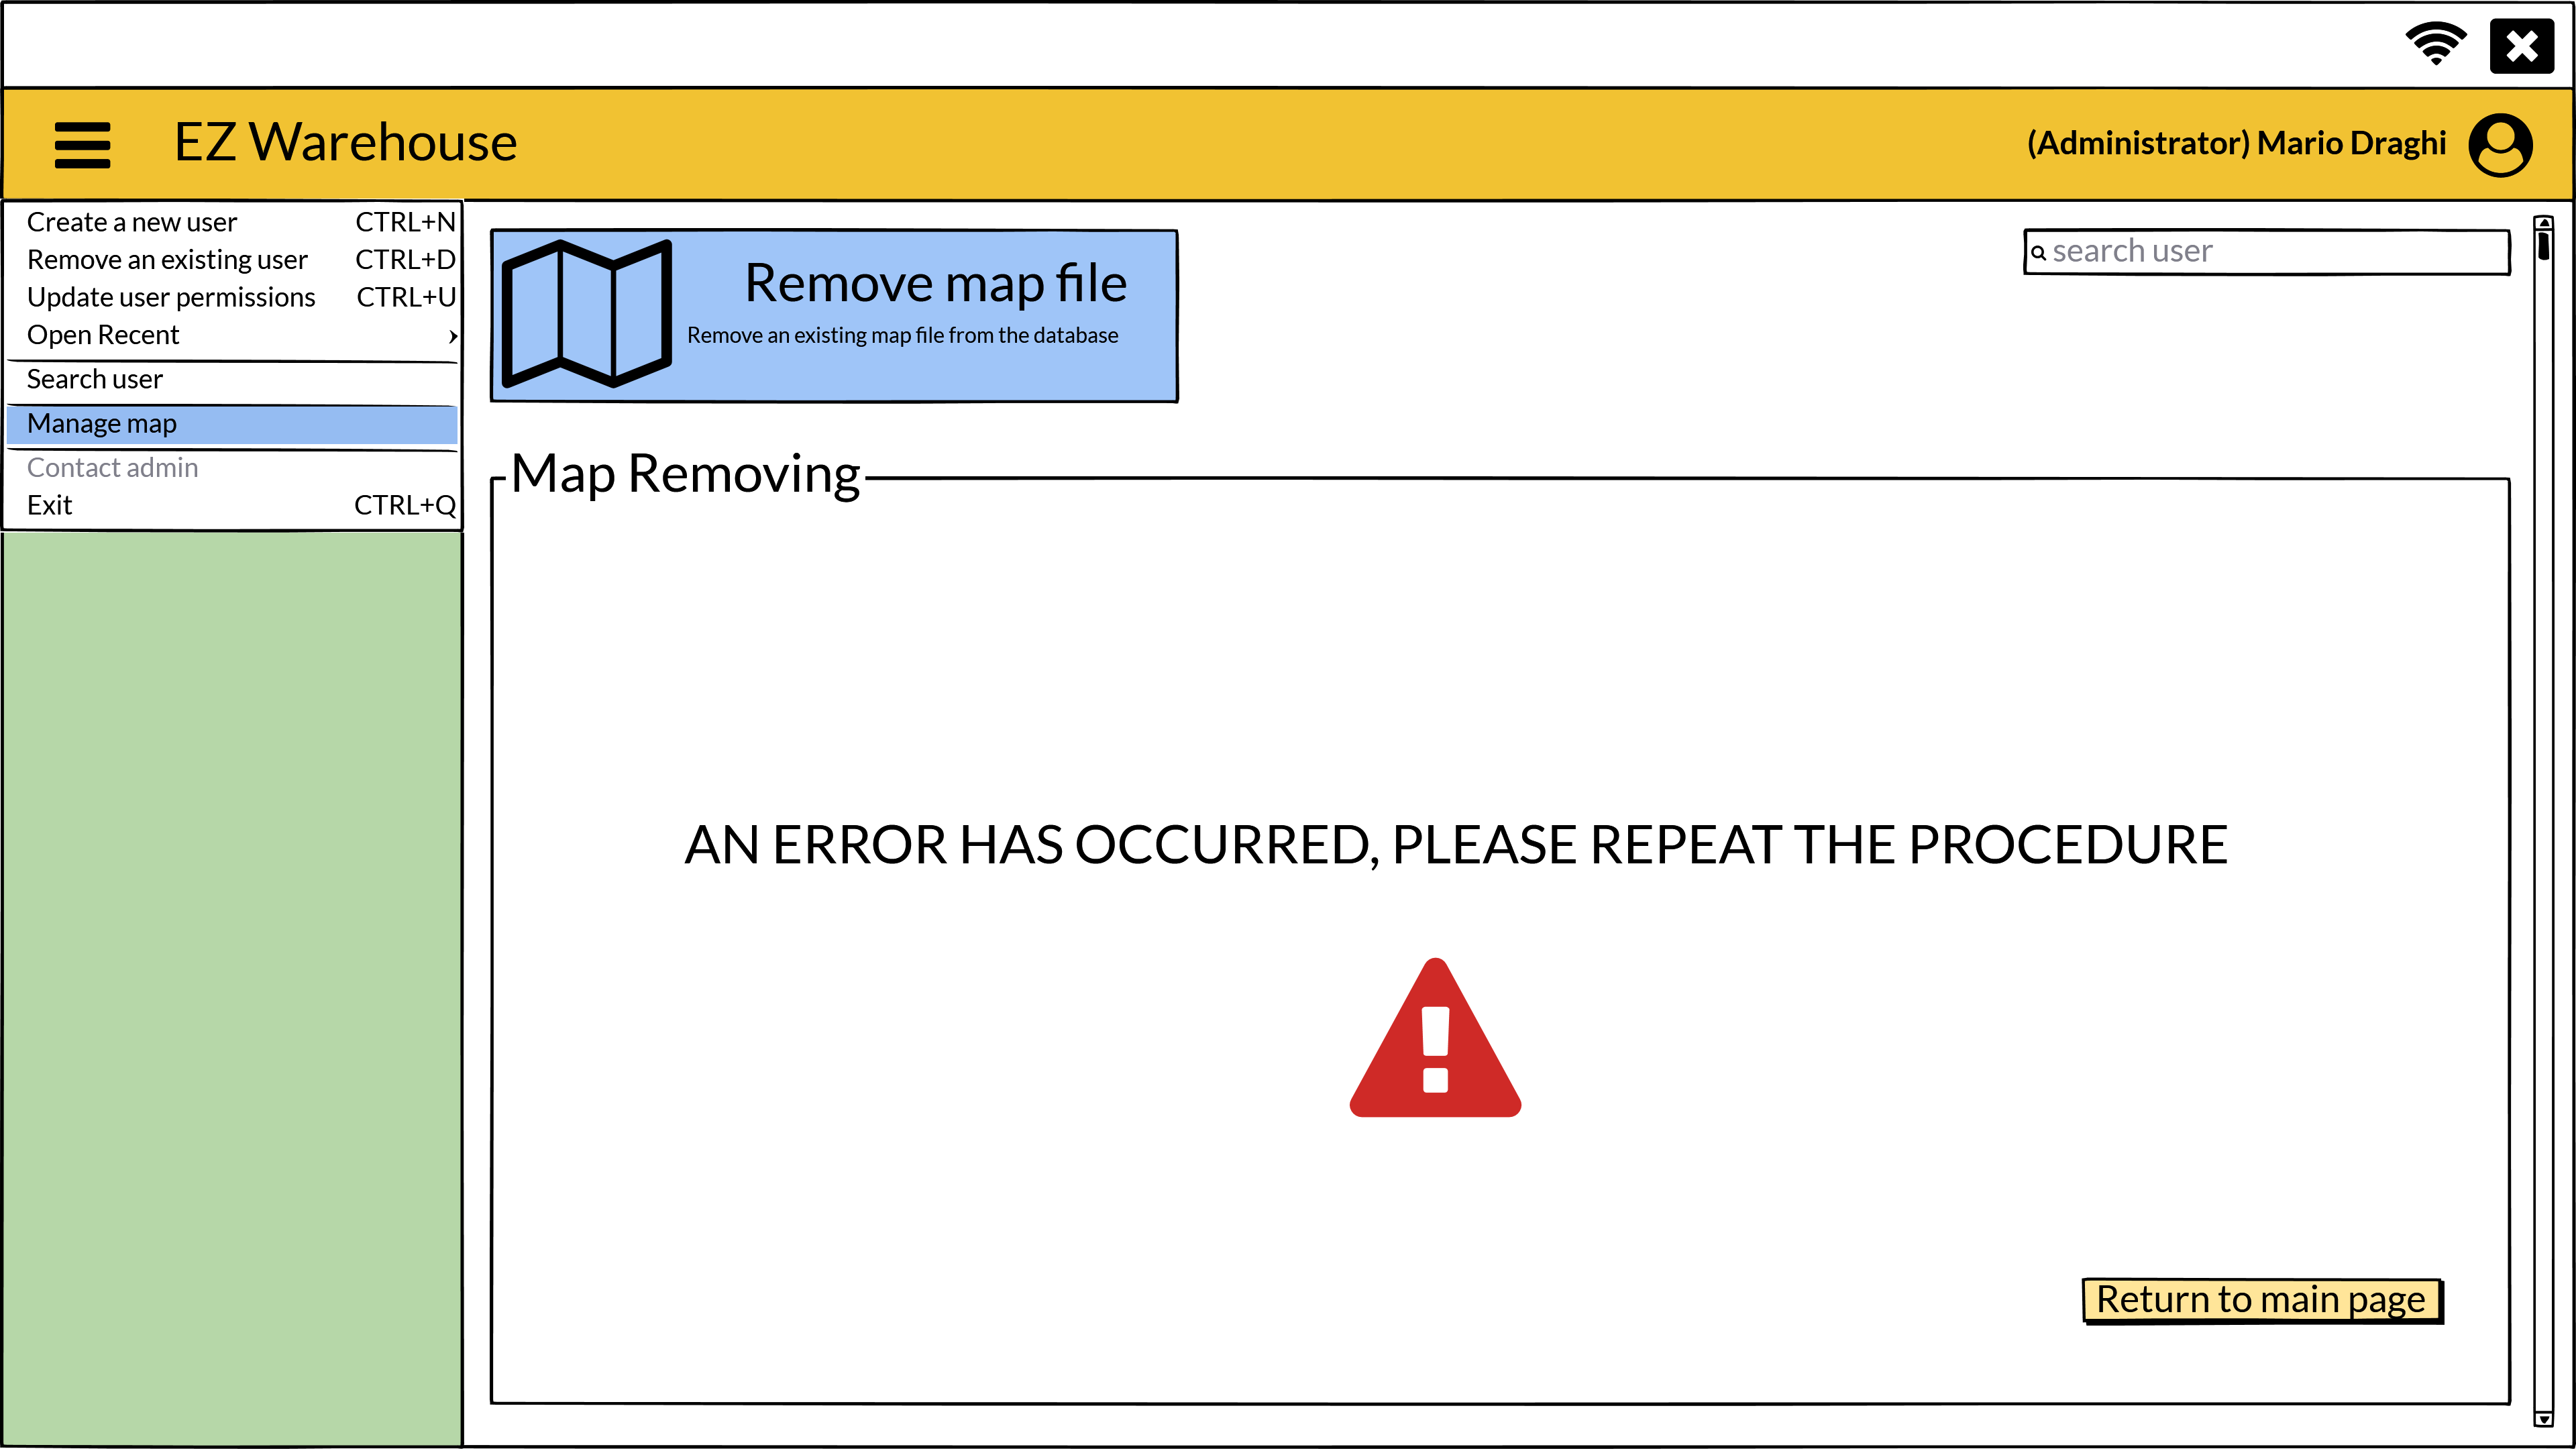 EZ Warehouse
(Administrator) Mario Draghi
Create a new user CTRL+N
Remove an existing user CTRL+D
Update user permissions CTRL+U
Open Recent
Search user
Manage map
Contact admin
Exit CTRL+Q
Remove map file
Remove an existing map file from the database
search user
Map Removing
AN ERROR HAS OCCURRED, PLEASE REPEAT THE PROCEDURE
Return to main page